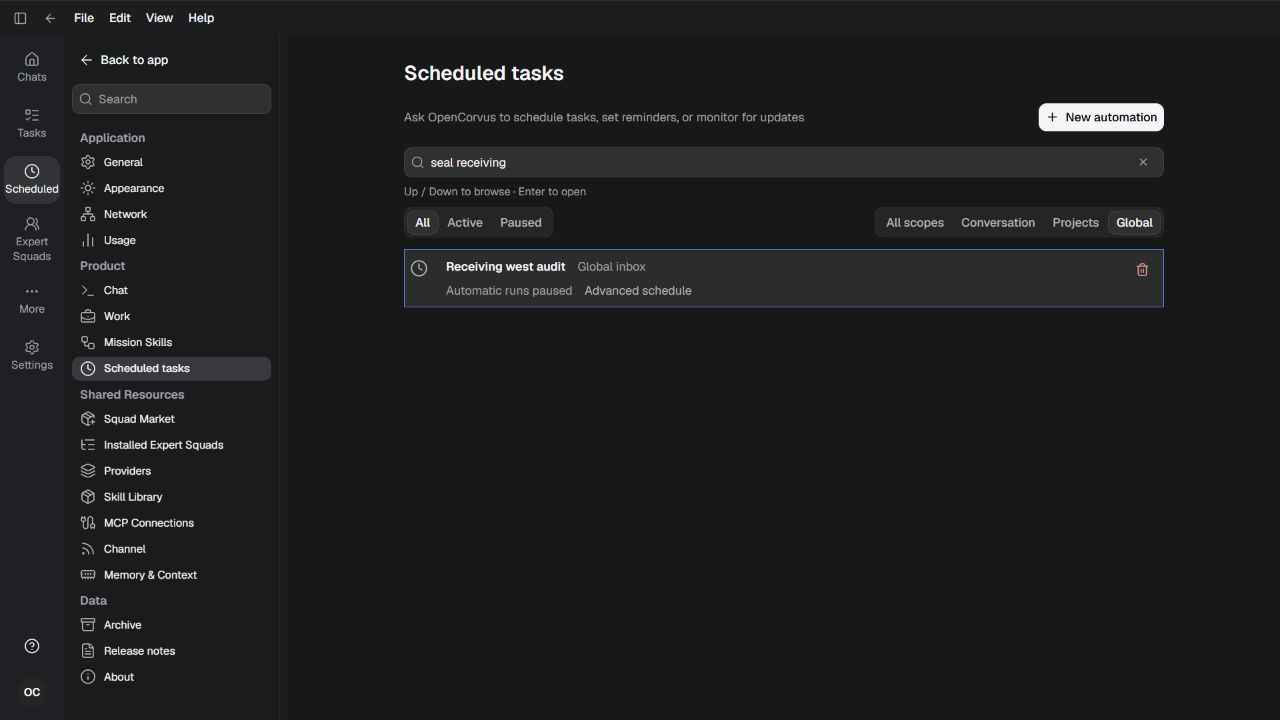 File Edit View Help
Chats
Tasks
Scheduled
Expert
Squads
More
Settings
OC
Back to app
Search
Application
General
Appearance
Network
Usage
Product
Chat
Work
Mission Skills
Scheduled tasks
Shared Resources
Squad Market
Installed Expert Squads
Providers
Skill Library
MCP Connections
Channel
Memory & Context
Data
Archive
Release notes
About
Scheduled tasks
Ask OpenCorvus to schedule tasks, set reminders, or monitor for updates
New automation
seal receiving
Up / Down to browse · Enter to open
All Active Paused
All scopes Conversation Projects Global
Receiving west audit Global inbox
Automatic runs paused Advanced schedule